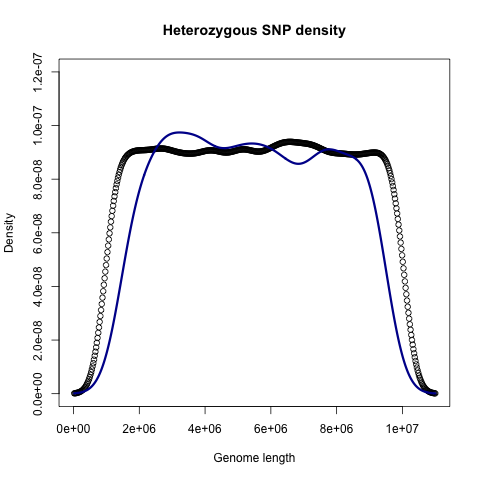 Heterozygous SNP density
Density
1.2e-07
1.0e-07
8.0e-08
6.0e-08
4.0e-08
2.0e-08
0.0e+00
0e+00 2e+06 4e+06 6e+06 8e+06 1e+07
Genome length